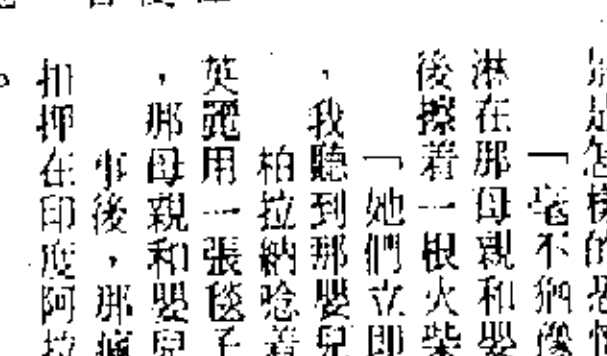 是怎樣的恐
「毫不猶豫
淋在那母親和嬰
後擦着一根火柴
「她們立即
，我聽到那嬰兒
柏拉納唸着
英麗用一張毯子
，那母親和嬰兒
事後，那瘋
扣押在印度阿拉
。